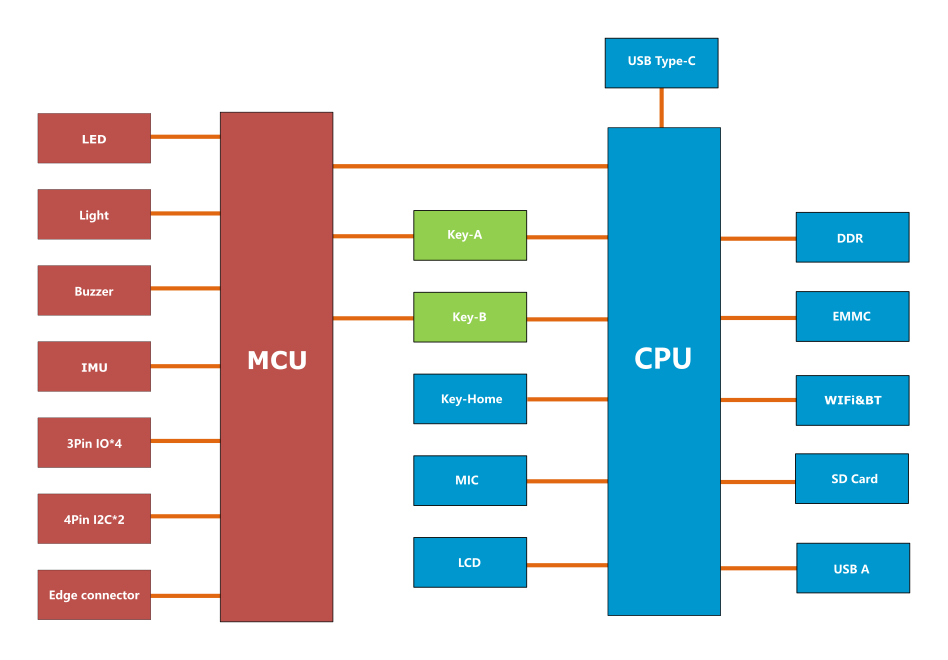 USB Type-C
LED
Light
Buzzer
IMU
3Pin IO*4
4Pin I2C*2
Edge connector
MCU
Key-A
Key-B
Key-Home
MIC
LCD
CPU
DDR
EMMC
WIFi&BT
SD Card
USB A